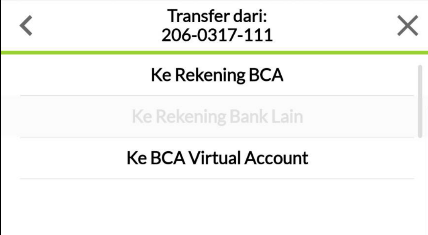 Transfer dari:
206-0317-111
Ke Rekening BCA
Ke Rekening Bank Lain
Ke BCA Virtual Account